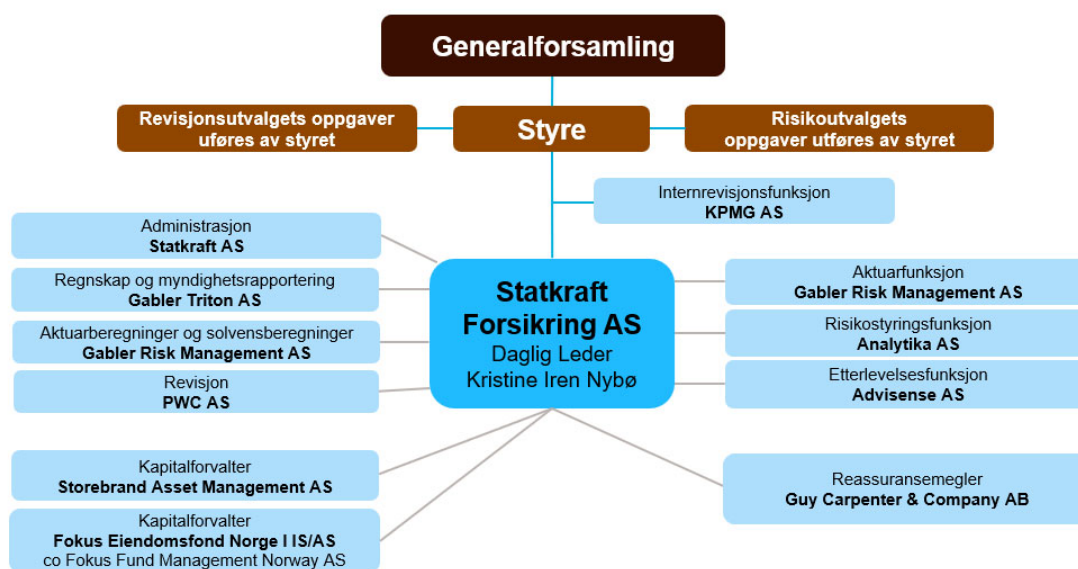 Generalforsamling
Revisjonsutvalgets oppgaver
uføres av styret
Styre
Risikoutvalgets
oppgaver utføres av styret
Internrevisjonsfunksjon
KPMG AS
Administrasjon
Statkraft AS
Regnskap og myndighetsrapportering
Gabler Triton AS
Aktuarberegninger og solvensberegninger
Gabler Risk Management AS
Revisjon
PWC AS
Statkraft
Forsikring AS
Daglig Leder
Kristine Iren Nybø
Aktuarfunksjon
Gabler Risk Management AS
Risikostyringsfunksjon
Analytika AS
Etterlevelsesfunksjon
Advisense AS
Kapitalforvalter
Storebrand Asset Management AS
Kapitalforvalter
Fokus Eiendomsfond Norge I IS/AS
co Fokus Fund Management Norway AS
Reassuransemegler
Guy Carpenter & Company AB